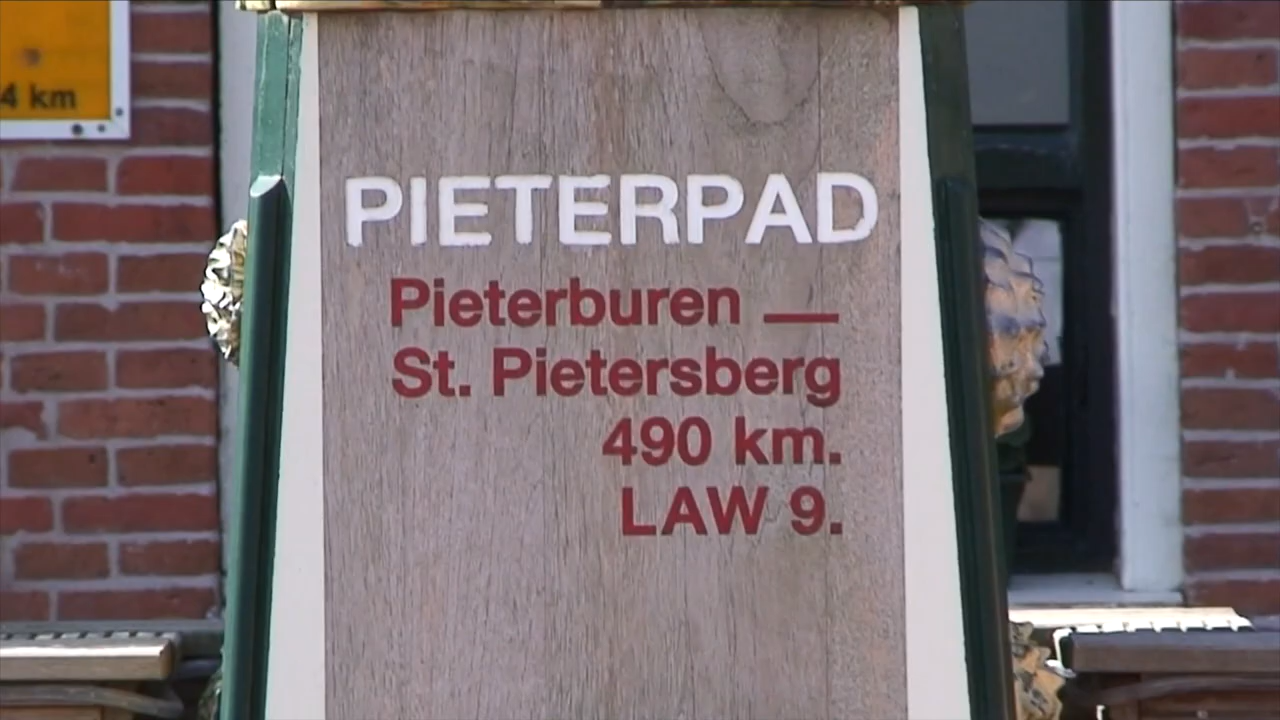 4 km
PIETERPAD
Pieterburen —
St. Pietersberg
490 km.
LAW 9.